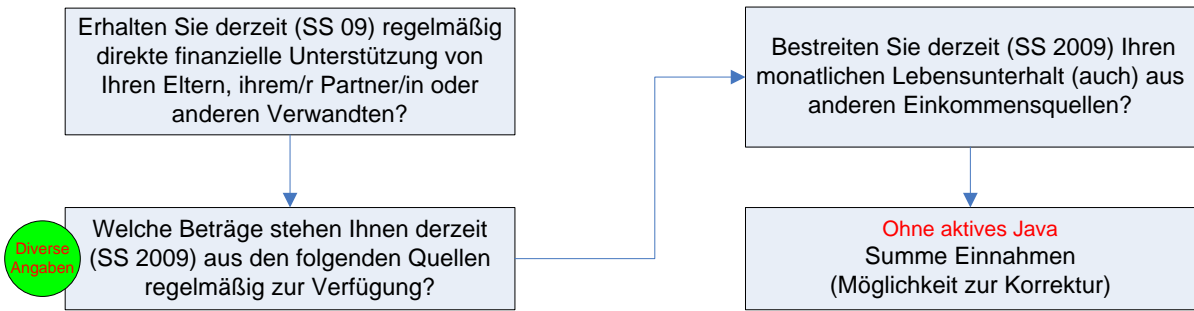 Erhalten Sie derzeit (SS 09) regelmäßig
direkte finanzielle Unterstützung von
Ihren Eltern, ihrem/r Partner/in oder
anderen Verwandten?
Diverse
Angaben
Welche Beträge stehen Ihnen derzeit
(SS 2009) aus den folgenden Quellen
regelmäßig zur Verfügung?
Bestreiten Sie derzeit (SS 2009) Ihren
monatlichen Lebensunterhalt (auch) aus
anderen Einkommensquellen?
Ohne aktives Java
Summe Einnahmen
(Möglichkeit zur Korrektur)